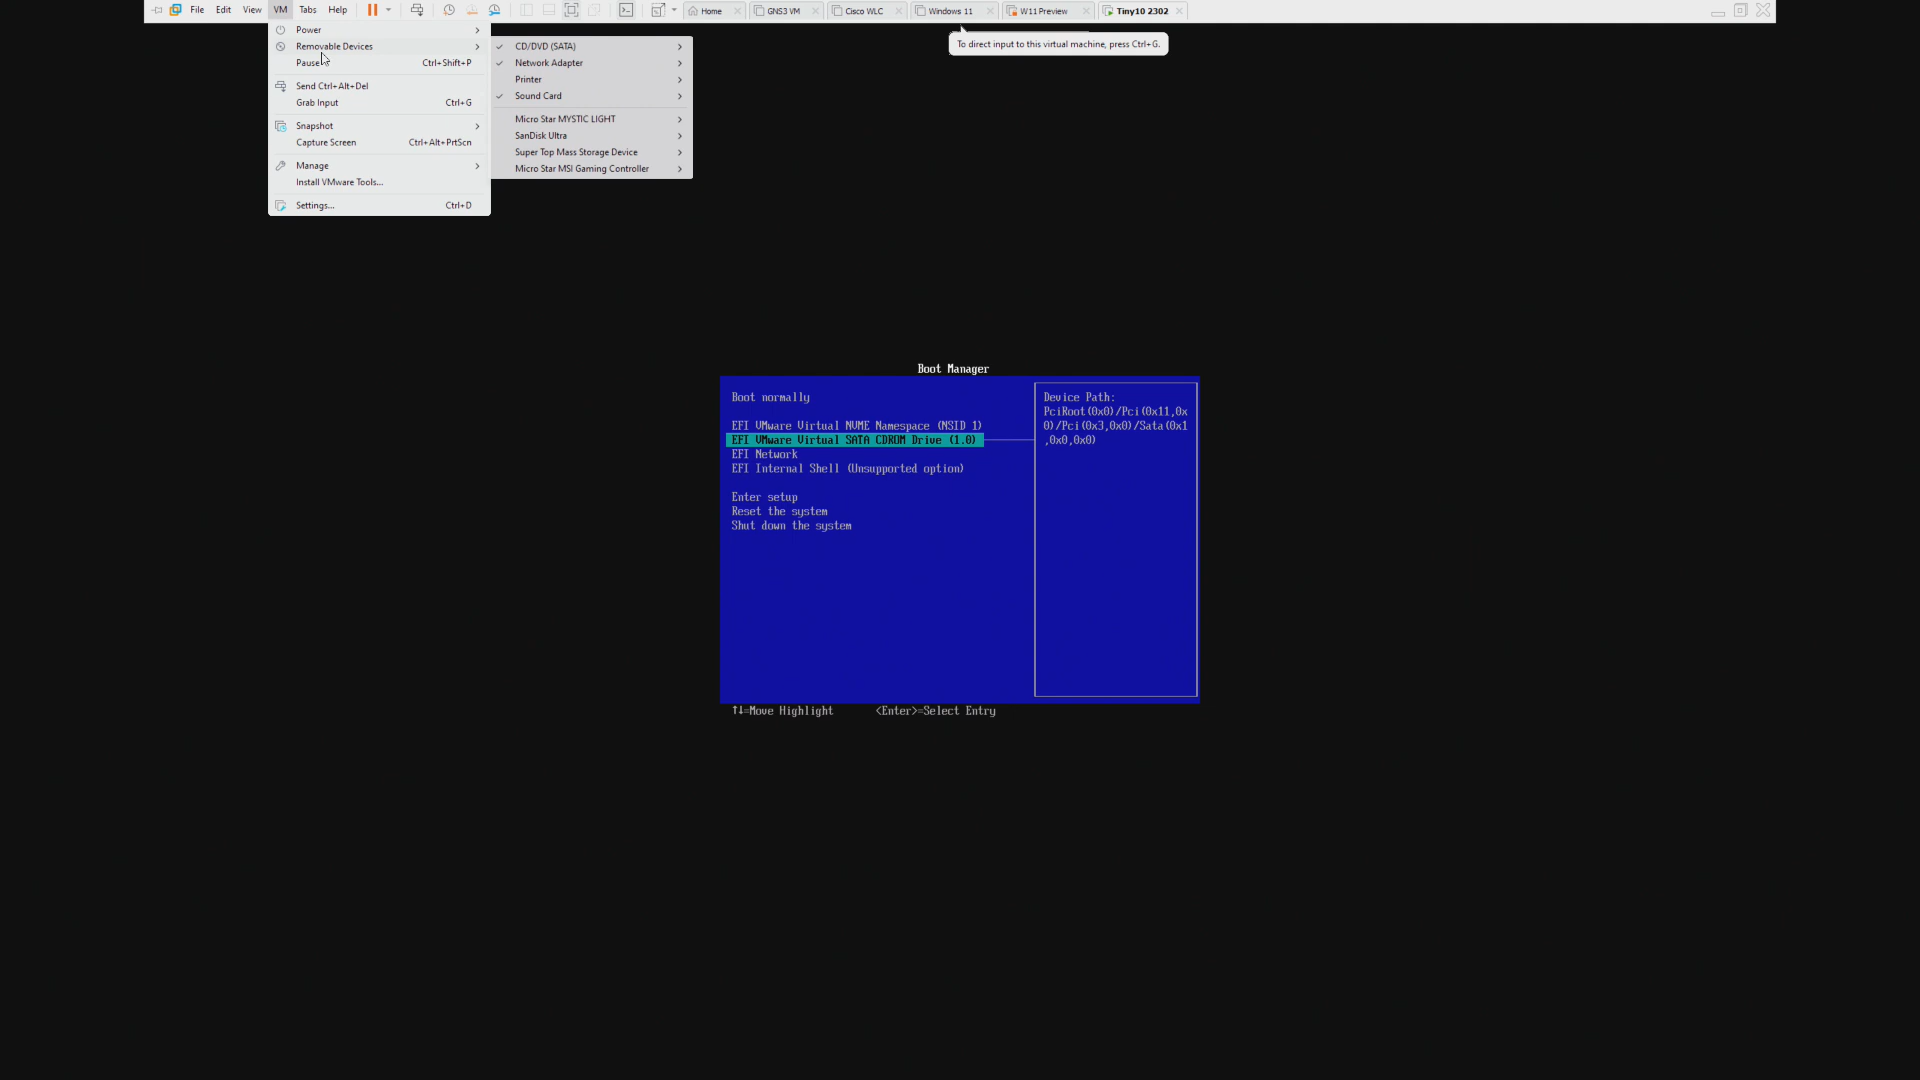 File Edit View VM Tabs Help Home GNS3 VM Cisco WLC Windows 11 W11 Preview Tiny10 2302
To direct input to this virtual machine, press Ctrl+G.
Power
Removable Devices
Pause Ctrl+Shift+P
Send Ctrl+Alt+Del
Grab Input Ctrl+G
Snapshot
Capture Screen Ctrl+Alt+PrtScn
Manage
Install VMware Tools...
Settings... Ctrl+D
CD/DVD (SATA)
Network Adapter
Printer
Sound Card
Micro Star MYSTIC LIGHT
SanDisk Ultra
Super Top Mass Storage Device
Micro Star MSI Gaming Controller
Boot Manager
Boot normally
EFI VMware Virtual NVME Namespace (NSID 1)
EFI VMware Virtual SATA CDROM Drive (1.0)
EFI Network
EFI Internal Shell (Unsupported option)
Enter setup
Reset the system
Shut down the system
Device Path:
PciRoot(0x0)/Pci(0x11,0x
0)/Pci(0x3,0x0)/Sata(0x1
,0x0,0x0)
↑↓=Move Highlight <Enter>=Select Entry